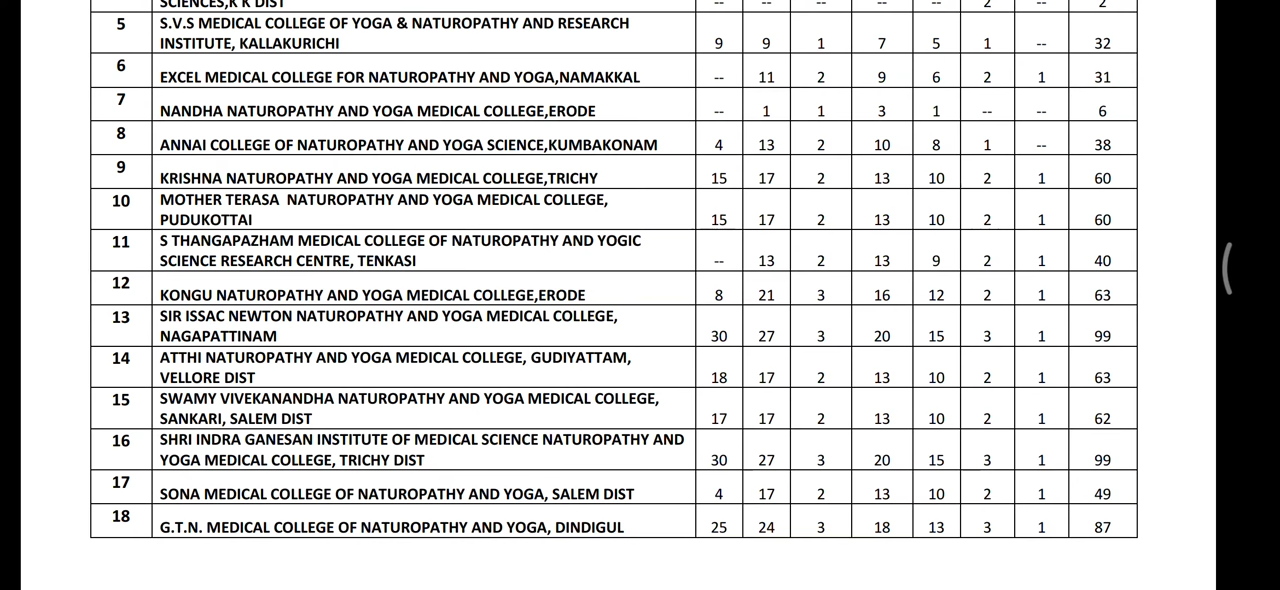 SCIENCES,K K DIST -- -- -- -- -- 2 -- 2
5 S.V.S MEDICAL COLLEGE OF YOGA & NATUROPATHY AND RESEARCH
INSTITUTE, KALLAKURICHI 9 9 1 7 5 1 -- 32
6 EXCEL MEDICAL COLLEGE FOR NATUROPATHY AND YOGA,NAMAKKAL -- 11 2 9 6 2 1 31
7 NANDHA NATUROPATHY AND YOGA MEDICAL COLLEGE,ERODE -- 1 1 3 1 -- -- 6
8 ANNAI COLLEGE OF NATUROPATHY AND YOGA SCIENCE,KUMBAKONAM 4 13 2 10 8 1 -- 38
9 KRISHNA NATUROPATHY AND YOGA MEDICAL COLLEGE,TRICHY 15 17 2 13 10 2 1 60
10 MOTHER TERASA NATUROPATHY AND YOGA MEDICAL COLLEGE,
PUDUKOTTAI 15 17 2 13 10 2 1 60
11 S THANGAPAZHAM MEDICAL COLLEGE OF NATUROPATHY AND YOGIC
SCIENCE RESEARCH CENTRE, TENKASI -- 13 2 13 9 2 1 40
12 KONGU NATUROPATHY AND YOGA MEDICAL COLLEGE,ERODE 8 21 3 16 12 2 1 63
13 SIR ISSAC NEWTON NATUROPATHY AND YOGA MEDICAL COLLEGE,
NAGAPATTINAM 30 27 3 20 15 3 1 99
14 ATTHI NATUROPATHY AND YOGA MEDICAL COLLEGE, GUDIYATTAM,
VELLORE DIST 18 17 2 13 10 2 1 63
15 SWAMY VIVEKANANDHA NATUROPATHY AND YOGA MEDICAL COLLEGE,
SANKARI, SALEM DIST 17 17 2 13 10 2 1 62
16 SHRI INDRA GANESAN INSTITUTE OF MEDICAL SCIENCE NATUROPATHY AND
YOGA MEDICAL COLLEGE, TRICHY DIST 30 27 3 20 15 3 1 99
17 SONA MEDICAL COLLEGE OF NATUROPATHY AND YOGA, SALEM DIST 4 17 2 13 10 2 1 49
18 G.T.N. MEDICAL COLLEGE OF NATUROPATHY AND YOGA, DINDIGUL 25 24 3 18 13 3 1 87